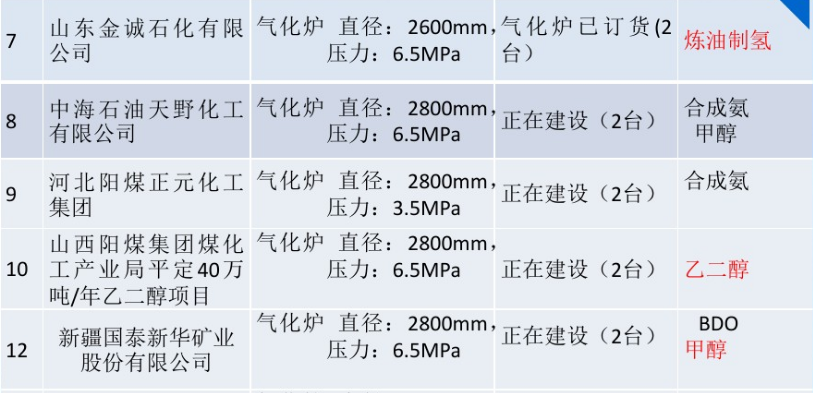 7
山东金诚石化有限
公司
气化炉 直径：2600mm，
压力：6.5MPa
气化炉已订货(2
台）
炼油制氢
8
中海石油天野化工
有限公司
气化炉 直径：2800mm，
压力：6.5MPa
正在建设（2台）
合成氨
甲醇
9
河北阳煤正元化工
集团
气化炉 直径：2800mm，
压力：3.5MPa
正在建设（2台）
合成氨
10
山西阳煤集团煤化
工产业局平定40万
吨/年乙二醇项目
气化炉 直径：2800mm，
压力：6.5MPa
正在建设（2台）
乙二醇
12
新疆国泰新华矿业
股份有限公司
气化炉 直径：2800mm，
压力：6.5MPa
正在建设（2台）
BDO
甲醇